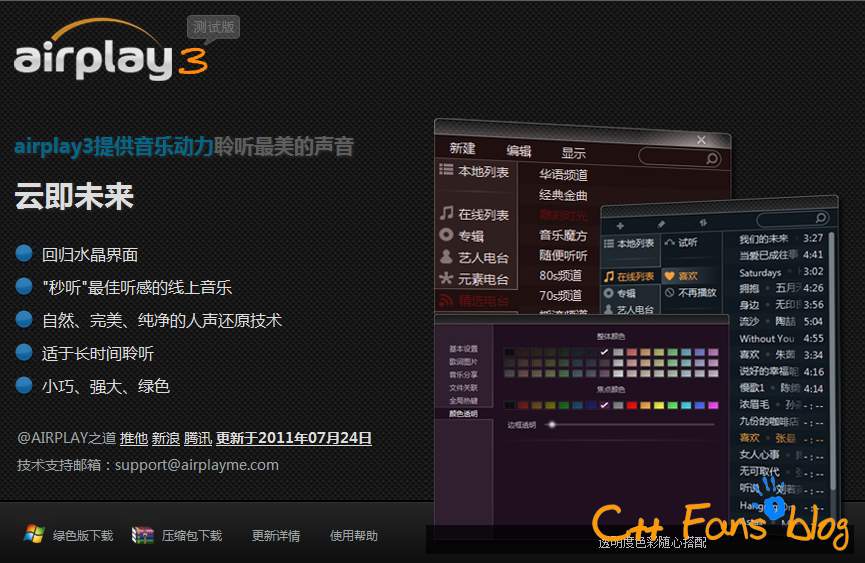 airplay3
测试版
airplay3提供音乐动力聆听最美的声音
云即未来
回归水晶界面
"秒听"最佳听感的线上音乐
自然、完美、纯净的人声还原技术
适于长时间聆听
小巧、强大、绿色
@AIRPLAY之道 推他 新浪 腾讯 更新于2011年07月24日
技术支持邮箱：support@airplayme.com
绿色版下载 压缩包下载 更新详情 使用帮助
新建 编辑 显示
本地列表
在线列表
专辑
艺人电台
元素电台
精选电台
华语频道
经典金曲
雕刻时光
音乐魔方
随便听听
80s频道
70s频道
本地列表
在线列表
专辑
艺人电台
试听
喜欢
不再播放
我们的未来 3:27
当爱已成往事 4:41
Saturdays 3:02
拥抱 五月 4:26
身边 无印 3:56
流沙 陶喆 5:04
Without You 4:55
喜欢 朱茵 3:34
说好的幸福呢 4:16
慢歌1 陈绮 4:14
浓眉毛 孙 -:--
九份的咖啡店 -:--
喜欢 张悬 -:--
女人心事 -:--
无可取代 -:--
听说 刘若 -:--
基本设置
歌词图片
音乐分享
文件关联
全局热键
颜色透明
整体颜色
焦点颜色
边框透明
透明度色彩随心搭配
C++ Fans blog